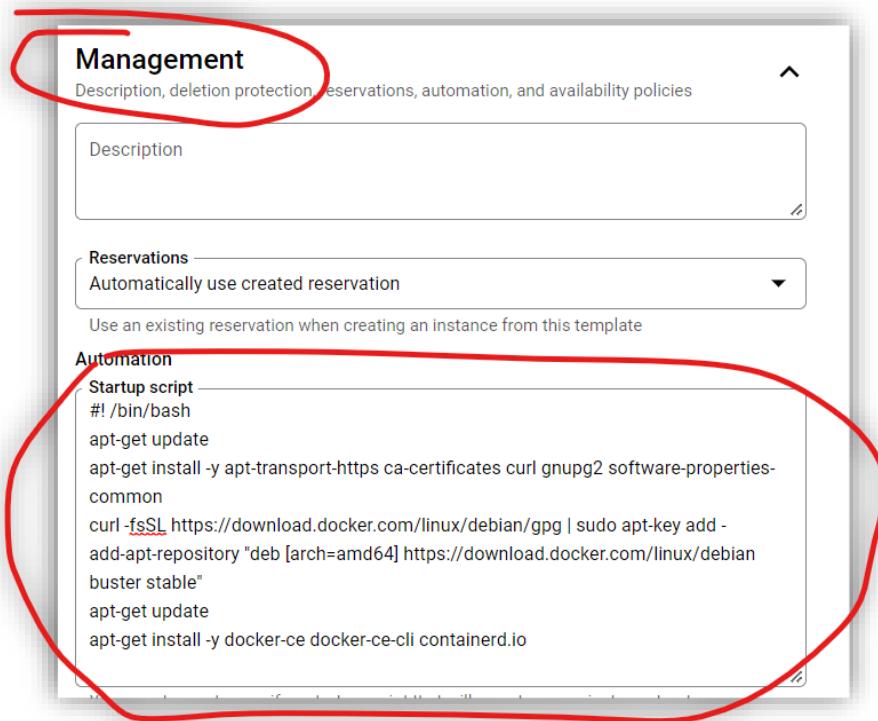 Management
Description, deletion protection, reservations, automation, and availability policies
Description
Reservations
Automatically use created reservation
Use an existing reservation when creating an instance from this template
Automation
Startup script
#! /bin/bash
apt-get update
apt-get install -y apt-transport-https ca-certificates curl gnupg2 software-properties-
common
curl -fsSL https://download.docker.com/linux/debian/gpg | sudo apt-key add -
add-apt-repository "deb [arch=amd64] https://download.docker.com/linux/debian
buster stable"
apt-get update
apt-get install -y docker-ce docker-ce-cli containerd.io